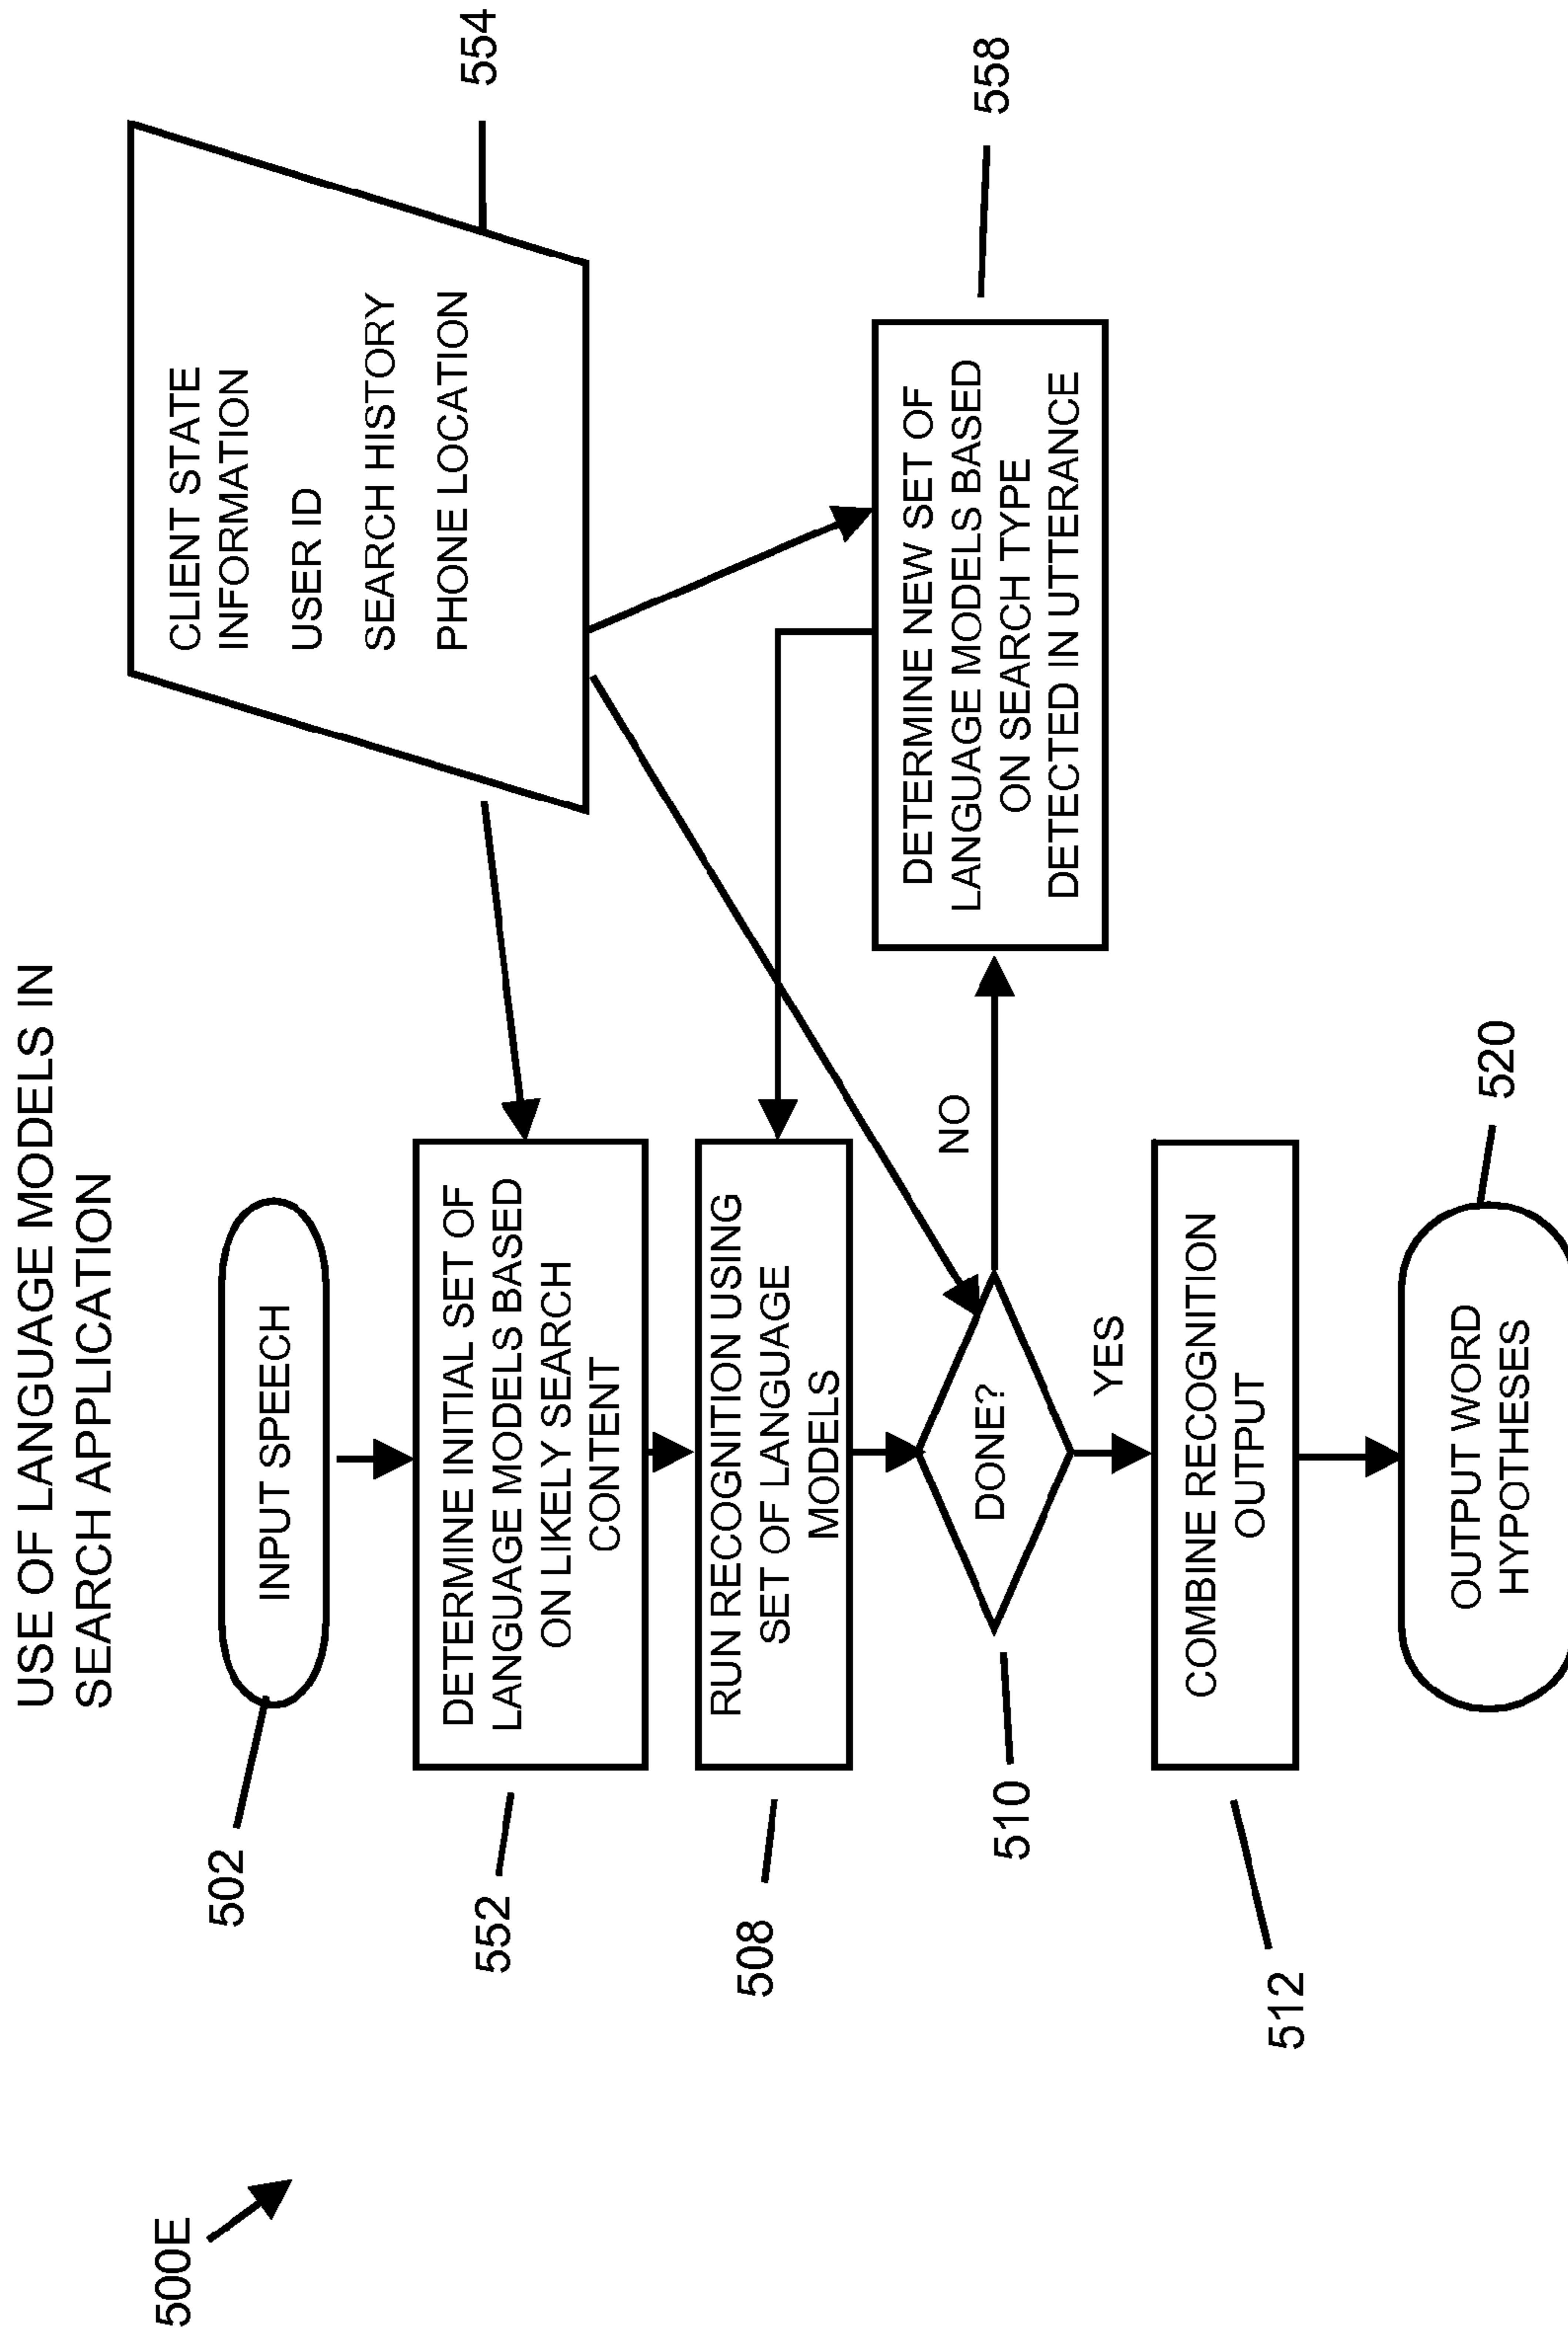 USE OF LANGUAGE MODELS IN
SEARCH APPLICATION
500E
502
INPUT SPEECH
CLIENT STATE
INFORMATION
USER ID
SEARCH HISTORY
PHONE LOCATION
554
552
DETERMINE INITIAL SET OF
LANGUAGE MODELS BASED
ON LIKELY SEARCH
CONTENT
508
RUN RECOGNITION USING
SET OF LANGUAGE
MODELS
510
DONE?
NO
DETERMINE NEW SET OF
LANGUAGE MODELS BASED
ON SEARCH TYPE
DETECTED IN UTTERANCE
558
YES
512
COMBINE RECOGNITION
OUTPUT
OUTPUT WORD
HYPOTHESES
520